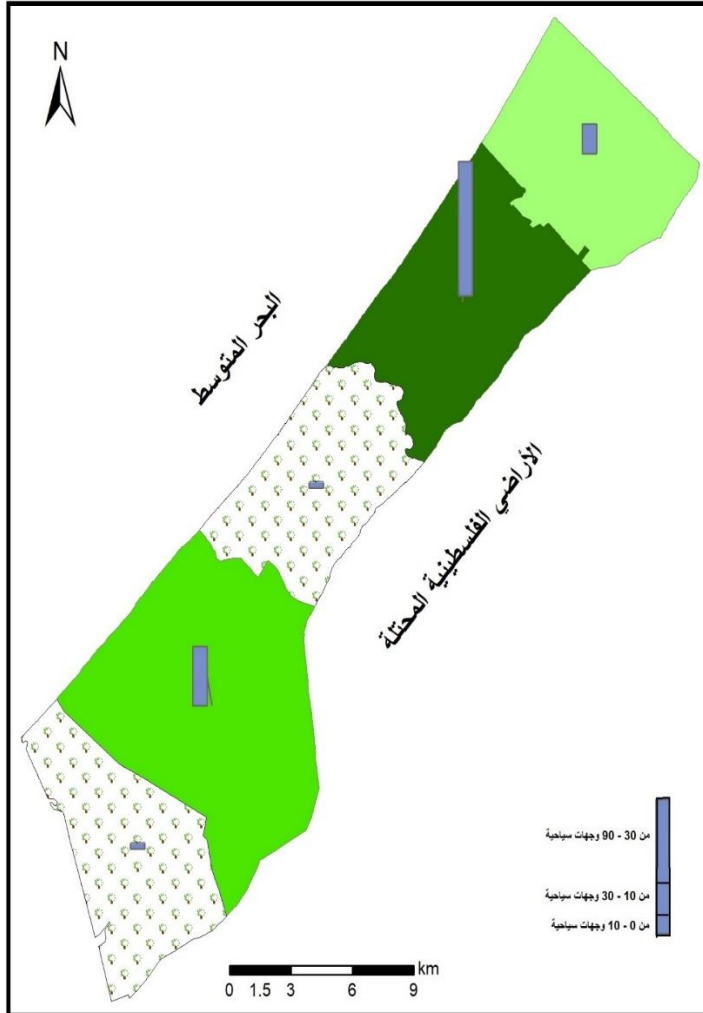 N
البحر المتوسط
الأراضي الفلسطينية المحتلة
من 30 - 90 وجهات سياحية
من 10 - 30 وجهات سياحية
من 0 - 10 وجهات سياحية
km
0 1.5 3 6 9